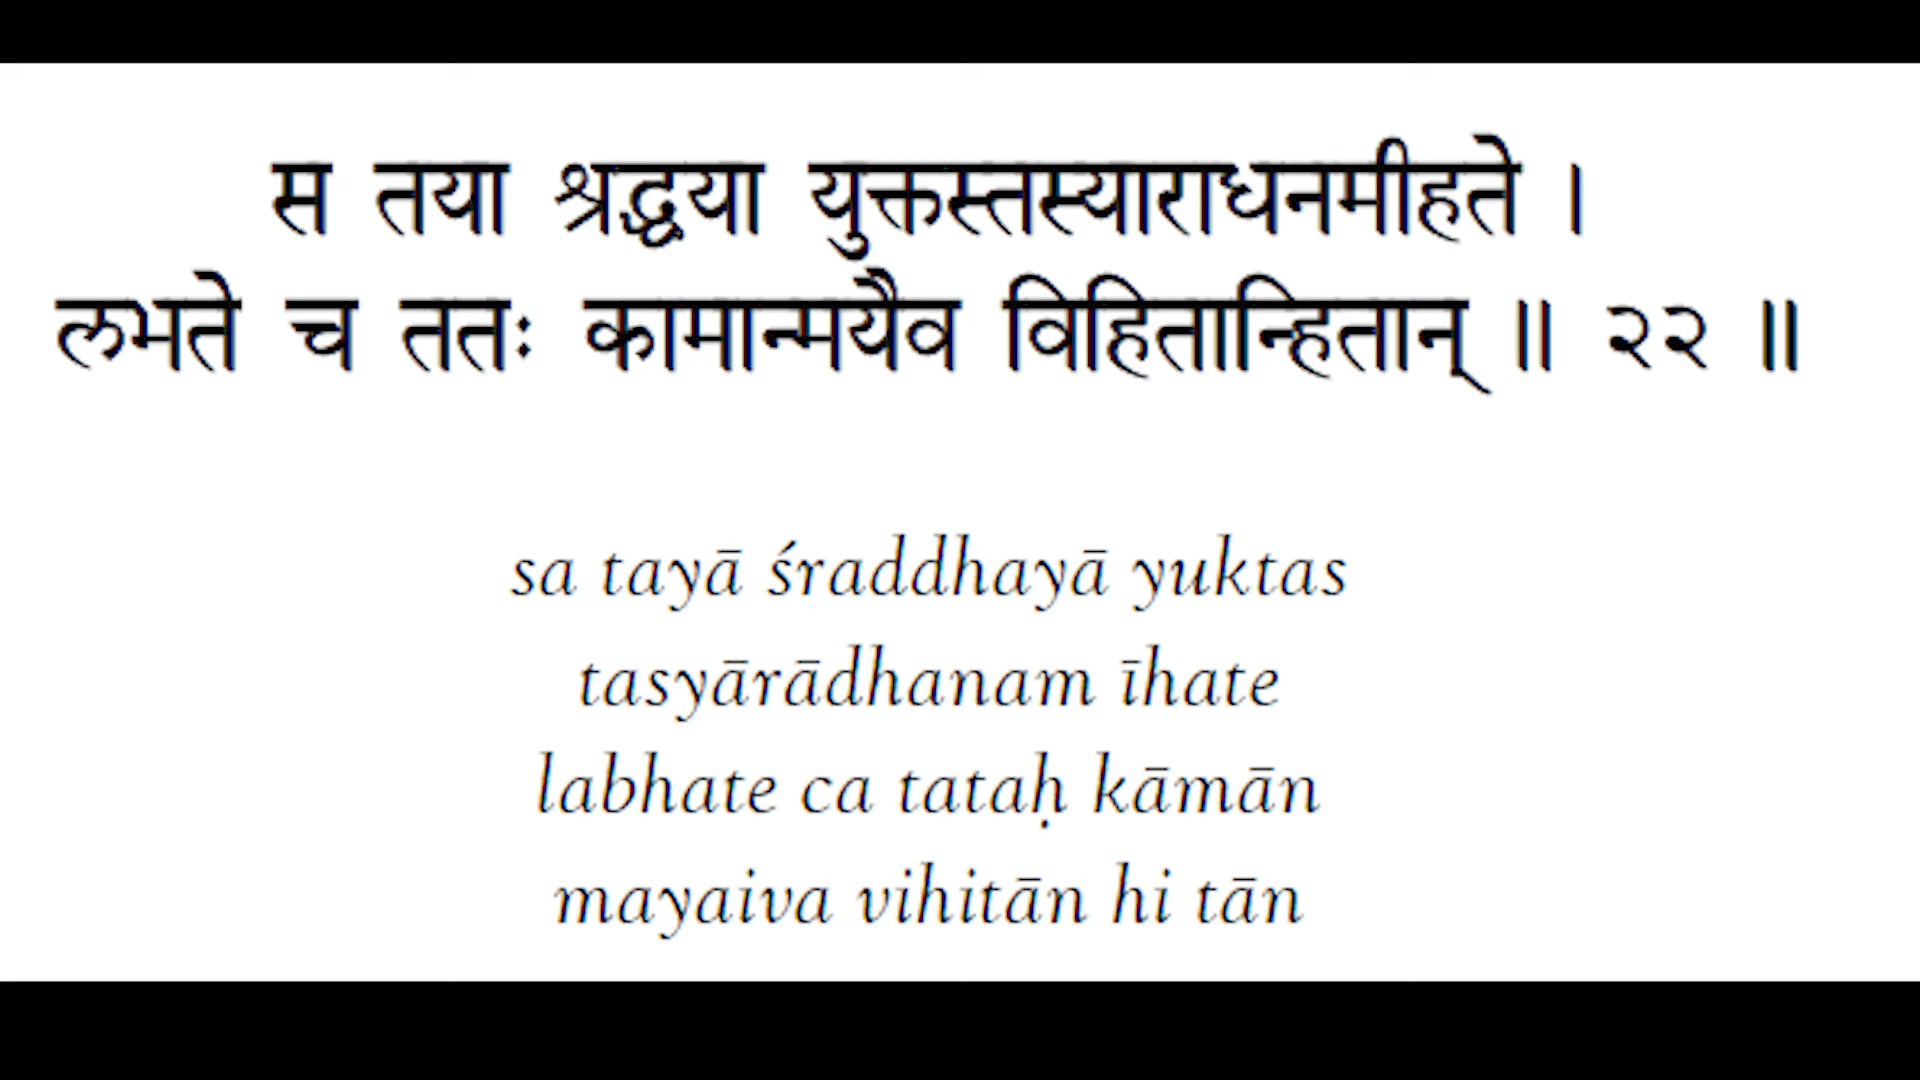 स तया श्रद्धया युक्तस्तस्याराधनमीहते ।
लभते च ततः कामान्मयैव विहितान्हितान् ॥ २२ ॥
sa tayā śraddhayā yuktas
tasyārādhanam īhate
labhate ca tataḥ kāmān
mayaiva vihitān hi tān